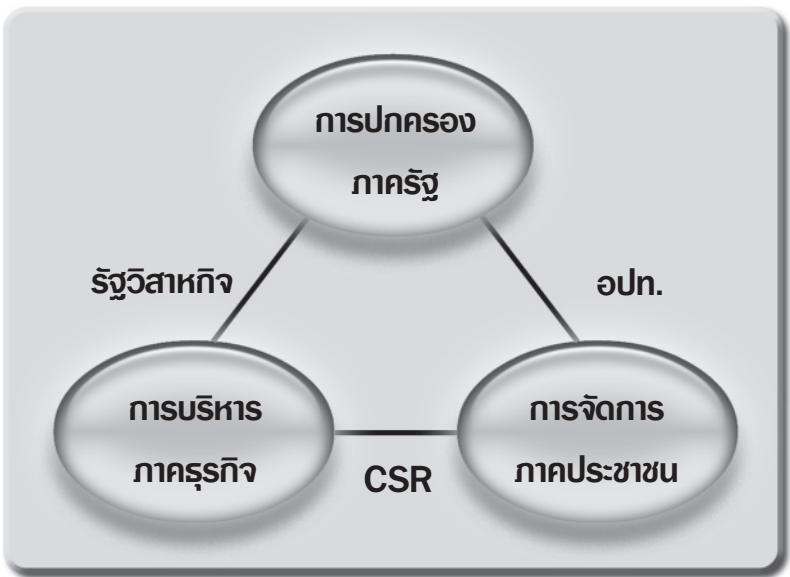 การปกครอง
ภาครัฐ
รัฐวิสาหกิจ
อปท.
การบริหาร
ภาคธุรกิจ
CSR
การจัดการ
ภาคประชาชน